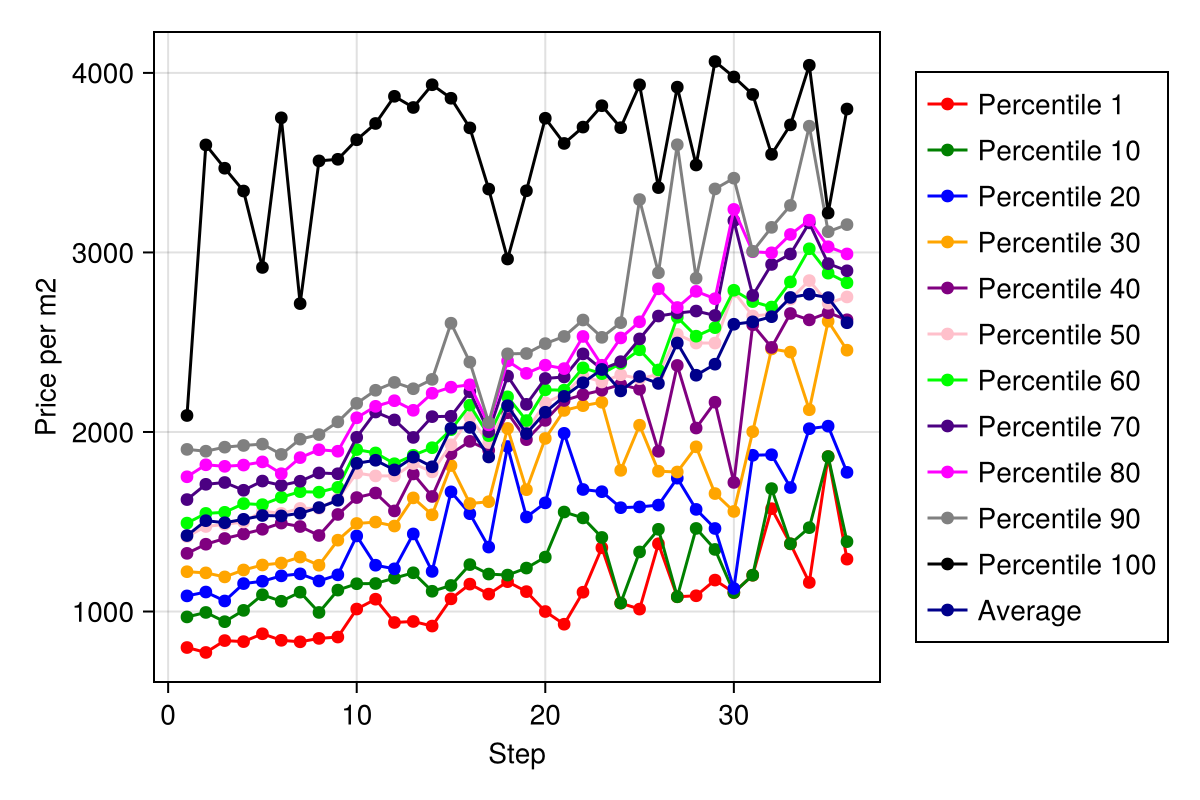 4000
3000
2000
1000
Price per m2
0 10 20 30
Step
Percentile 1
Percentile 10
Percentile 20
Percentile 30
Percentile 40
Percentile 50
Percentile 60
Percentile 70
Percentile 80
Percentile 90
Percentile 100
Average